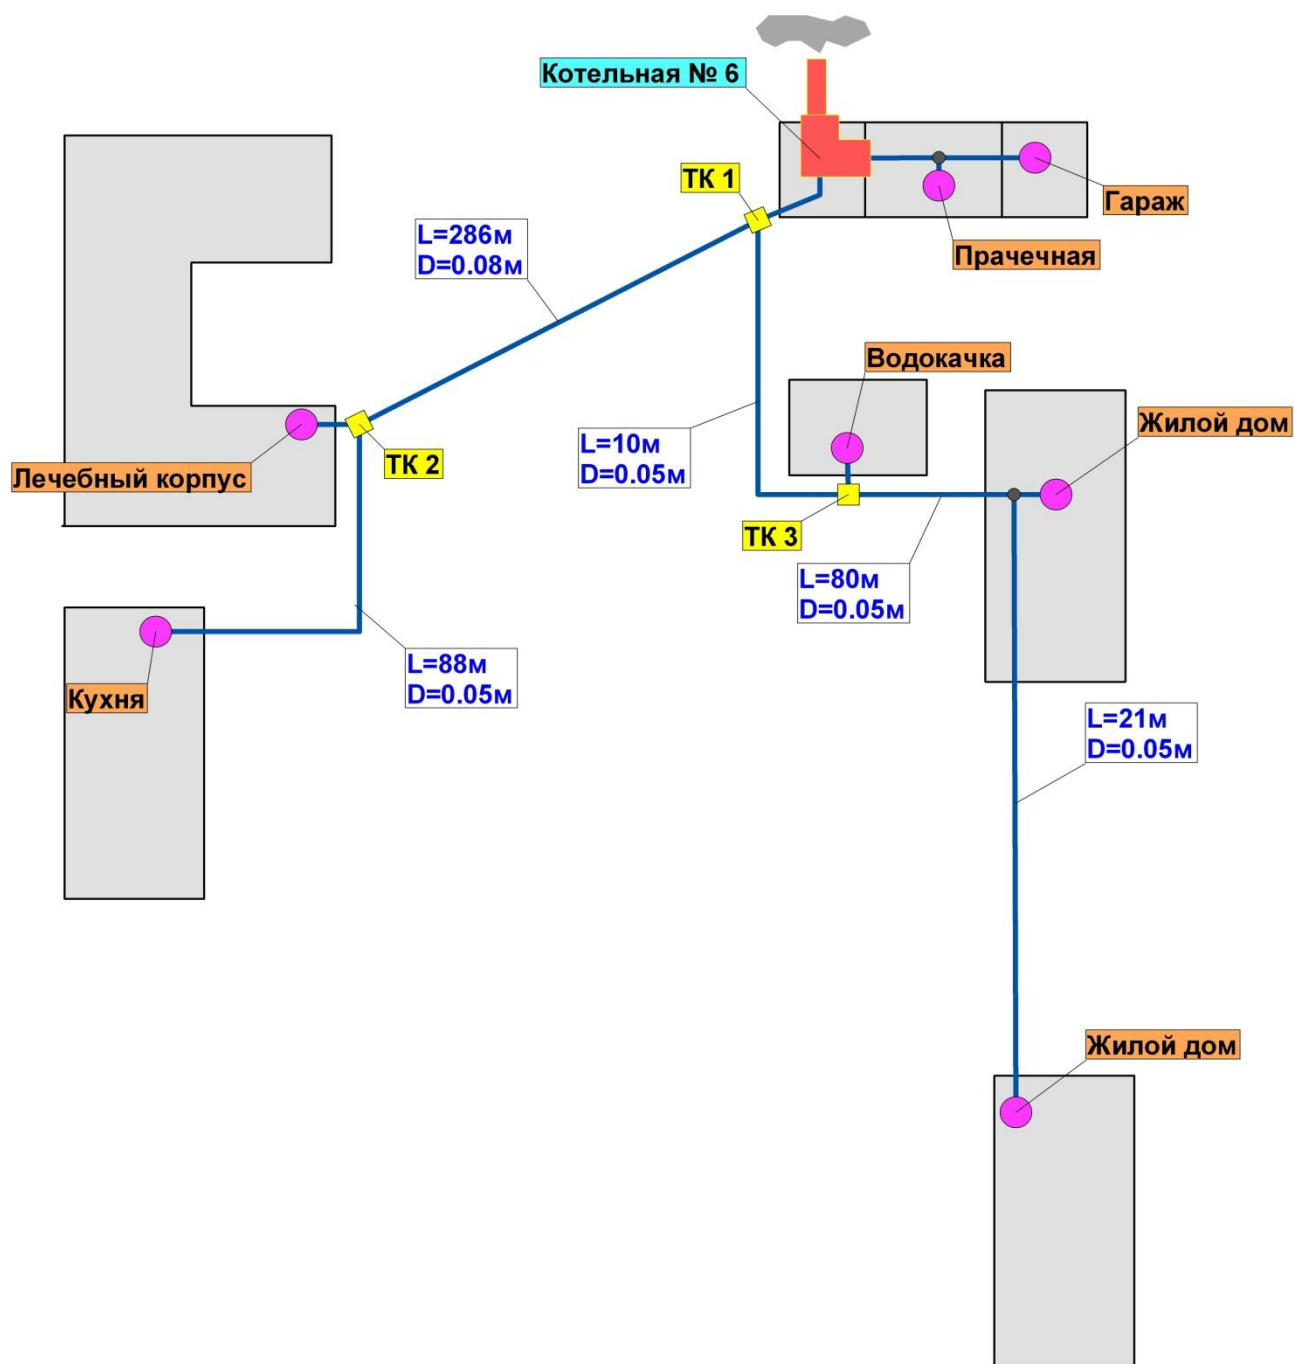 Котельная № 6
ТК 1
Гараж
L=286м
D=0.08м
Прачечная
Водокачка
Жилой дом
L=10м
D=0.05м
ТК 2
Лечебный корпус
ТК 3
L=80м
D=0.05м
L=88м
D=0.05м
Кухня
L=21м
D=0.05м
Жилой дом